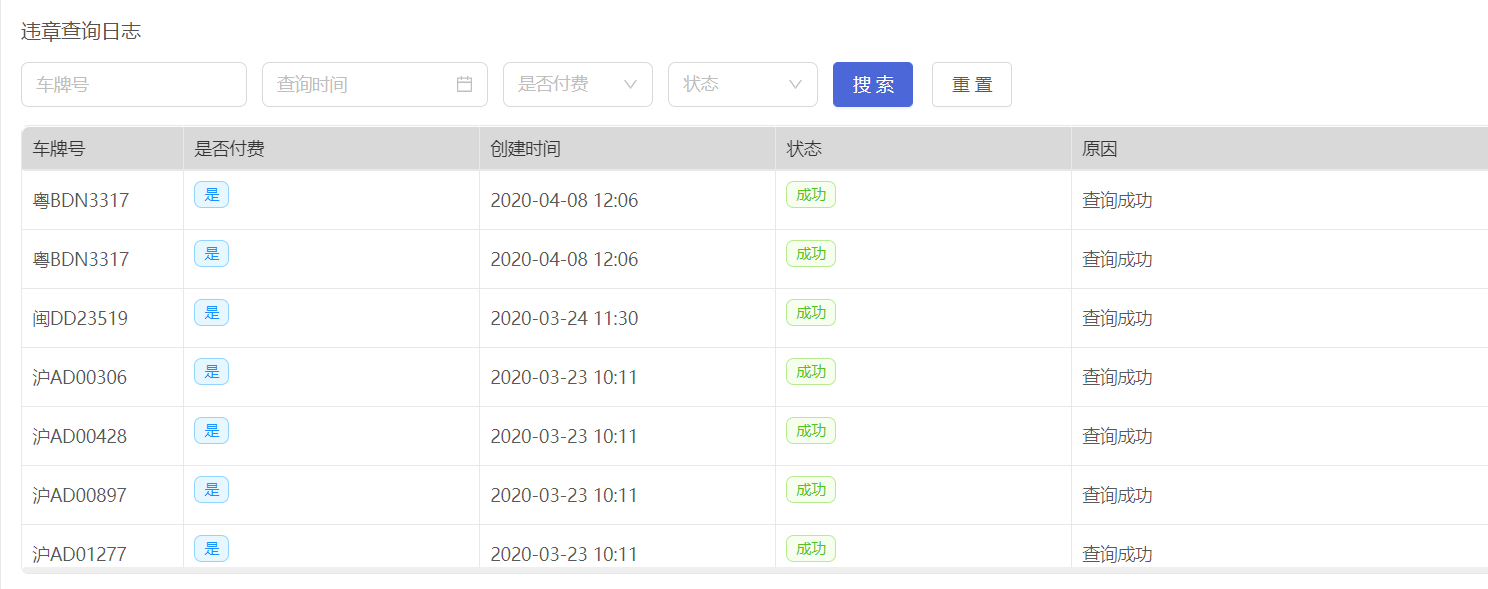 违章查询日志
车牌号 查询时间 是否付费 状态 搜 索 重 置
车牌号 是否付费 创建时间 状态 原因
粤BDN3317 是 2020-04-08 12:06 成功 查询成功
粤BDN3317 是 2020-04-08 12:06 成功 查询成功
闽DD23519 是 2020-03-24 11:30 成功 查询成功
沪AD00306 是 2020-03-23 10:11 成功 查询成功
沪AD00428 是 2020-03-23 10:11 成功 查询成功
沪AD00897 是 2020-03-23 10:11 成功 查询成功
沪AD01277 是 2020-03-23 10:11 成功 查询成功